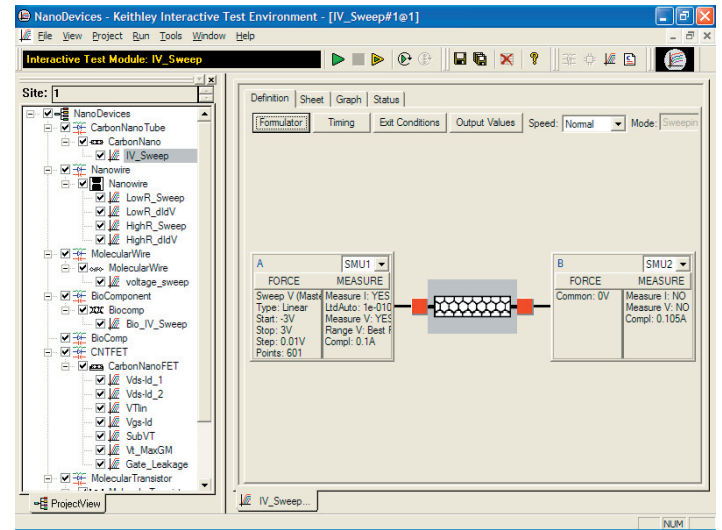 NanoDevices - Keithley Interactive Test Environment - [IV_Sweep#1@1]
File View Project Run Tools Window Help
Interactive Test Module: IV_Sweep
Site: 1
NanoDevices
CarbonNanoTube
CarbonNano
IV_Sweep
Nanowire
Nanowire
LowR_Sweep
LowR_dIdV
HighR_Sweep
HighR_dIdV
MolecularWire
MolecularWire
voltage_sweep
BioComponent
Biocomp
Bio_IV_Sweep
BioComp
CNTFET
CarbonNanoFET
Vds-Id_1
Vds-Id_2
VTlin
Vgs-Id
SubVT
Vt_MaxGM
Gate_Leakage
MolecularTransistor
ProjectView
Definition Sheet Graph Status
Formulator Timing Exit Conditions Output Values Speed: Normal Mode: Sweepin
A SMU1
FORCE MEASURE
Sweep V (Maste Measure I: YES
Type: Linear LtdAuto: 1e-010
Start: -3V Measure V: YES
Stop: 3V Range V: Best F
Step: 0.01V Compl: 0.1A
Points: 601
B SMU2
FORCE MEASURE
Common: 0V Measure I: NO
Measure V: NO
Compl: 0.105A
IV_Sweep...
NUM